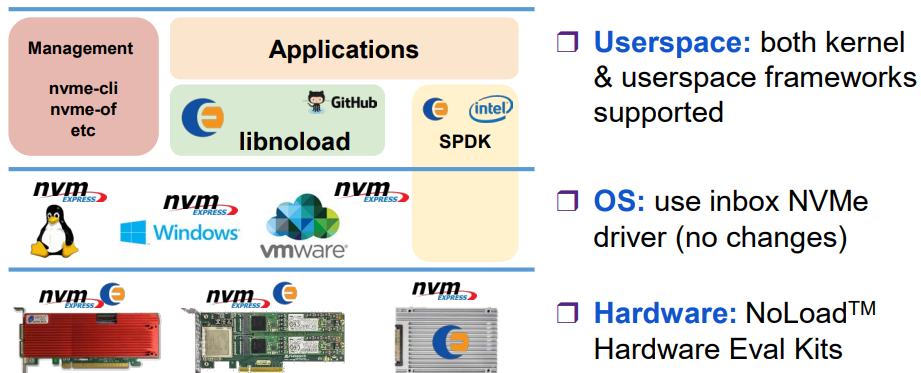 Management
nvme-cli
nvme-of
etc
Applications
GitHub
libnoload
intel
SPDK
nvm
EXPRESS
nvm
EXPRESS
Windows
nvm
EXPRESS
vmware®
nvm
EXPRESS
nvm
EXPRESS
nvm
EXPRESS
❒ Userspace: both kernel
& userspace frameworks
supported
❒ OS: use inbox NVMe
driver (no changes)
❒ Hardware: NoLoad™
Hardware Eval Kits